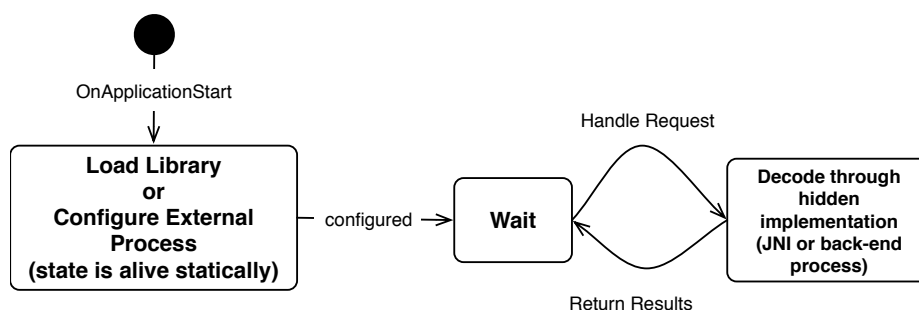 OnApplicationStart
Load Library
or
Configure External
Process
(state is alive statically)
configured
Wait
Handle Request
Return Results
Decode through
hidden
implementation
(JNI or back-end
process)